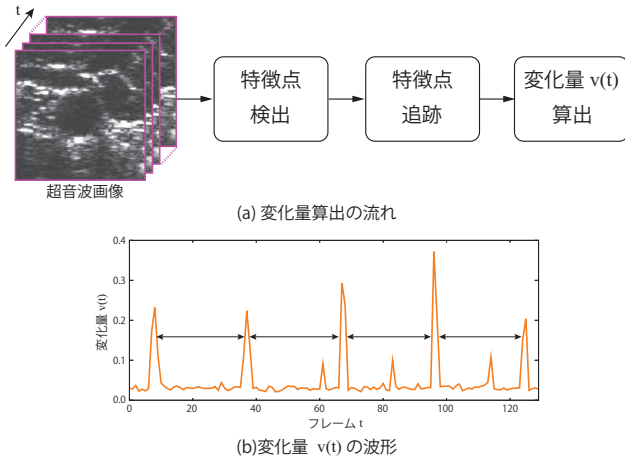 t
特徴点
検出
特徴点
追跡
変化量 v(t)
算出
超音波画像
(a) 変化量算出の流れ
変化量 v(t)
0.4
0.3
0.2
0.1
0.0
0 20 40 60 80 100 120
フレーム t
(b)変化量 v(t) の波形